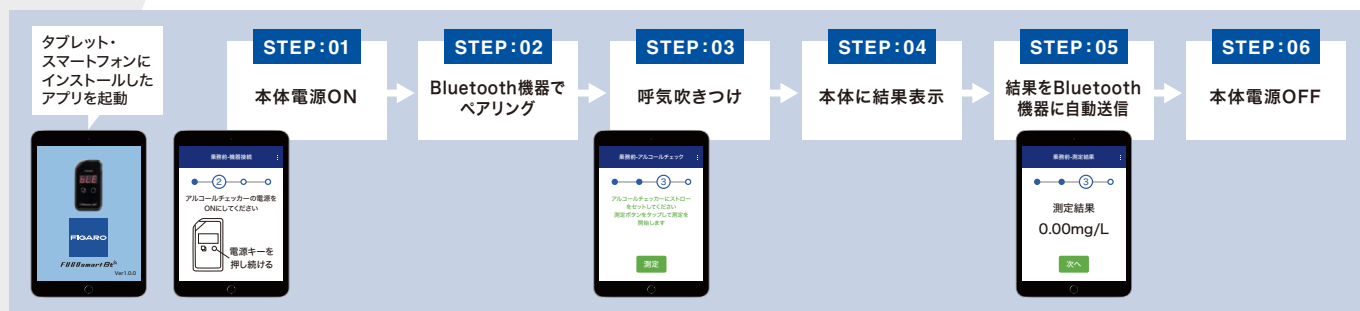 タブレット・
スマートフォンに
インストールした
アプリを起動
STEP:01
本体電源ON
STEP:02
Bluetooth機器で
ペアリング
STEP:03
呼気吹きつけ
STEP:04
本体に結果表示
STEP:05
結果をBluetooth
機器に自動送信
STEP:06
本体電源OFF
BLE
FIGARO
Ver1.0.0
業務前-機器接続
2
アルコールチェッカーの電源を
ONにしてください
電源キーを
押し続ける
業務前-アルコールチェック
3
アルコールチェッカーにストロー
をセットしてください
測定ボタンをタップして測定を
開始します
測定
業務前-測定結果
3
測定結果
0.00mg/L
次へ